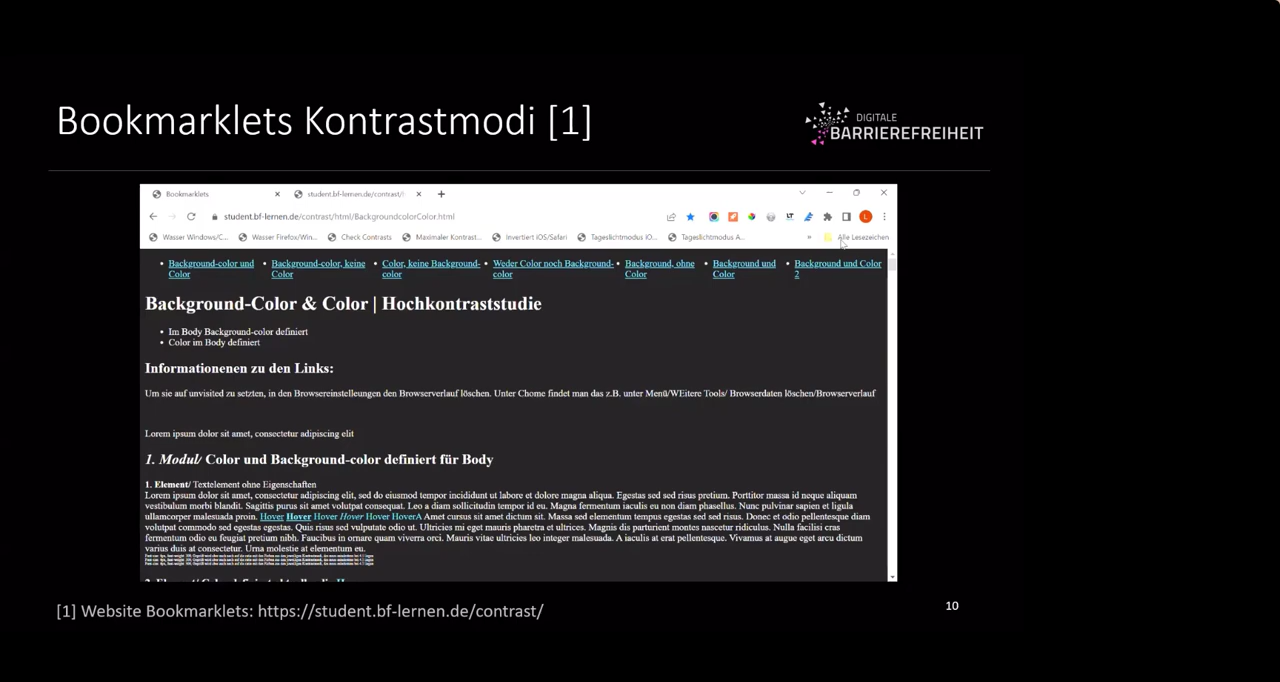 Bookmarklets Kontrastmodi [1]
DIGITALE
BARRIEREFREIHEIT
Bookmarklets
student.bf-lernen.de/contrast/
student.bf-lernen.de/contrast/html/BackgroundcolorColor.html
Wasser Windows/C... Wasser Firefox/Win... Check Contrasts Maximaler Kontrast... Invertiert iOS/Safari Tageslichtmodus iO... Tageslichtmodus A... » Alle Lesezeichen
Background-color und Color
Background-color, keine Color
Color, keine Background-color
Weder Color noch Background-color
Background, ohne Color
Background und Color
Background und Color 2
Background-Color & Color | Hochkontraststudie
• Im Body Background-color definiert
• Color im Body definiert
Informationenen zu den Links:
Um sie auf unvisited zu setzten, in den Browsereinstelleungen den Browserverlauf löschen. Unter Chome findet man das z.B. unter Menü/WEitere Tools/ Browserdaten löschen/Browserverlauf
Lorem ipsum dolor sit amet, consectetur adipiscing elit
1. Modul/ Color und Background-color definiert für Body
1. Element/ Textelement ohne Eigenschaften
Lorem ipsum dolor sit amet, consectetur adipiscing elit, sed do eiusmod tempor incididunt ut labore et dolore magna aliqua. Egestas sed sed risus pretium. Porttitor massa id neque aliquam
vestibulum morbi blandit. Sagittis purus sit amet volutpat consequat. Leo a diam sollicitudin tempor id eu. Magna fermentum iaculis eu non diam phasellus. Nunc pulvinar sapien et ligula
ullamcorper malesuada proin. Hover Hover Hover Hover Hover HoverA Amet cursus sit amet dictum sit. Massa sed elementum tempus egestas sed sed risus. Donec et odio pellentesque diam
volutpat commodo sed egestas egestas. Quis risus sed vulputate odio ut. Ultricies mi eget mauris pharetra et ultrices. Magnis dis parturient montes nascetur ridiculus. Nulla facilisi cras
fermentum odio eu feugiat pretium nibh. Faucibus in ornare quam viverra orci. Mauris vitae ultricies leo integer malesuada. A iaculis at erat pellentesque. Vivamus at augue eget arcu dictum
varius duis at consectetur. Urna molestie at elementum eu.
[1] Website Bookmarklets: https://student.bf-lernen.de/contrast/
10